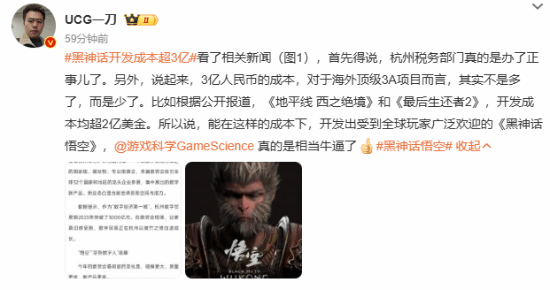 UCG一刀
II
59分钟前
#黑神话开发成本超3亿#看了相关新闻（图1），首先得说，杭州税务部门真的是办了正
事儿了。另外，说起来，3亿人民币的成本，对于海外顶级3A项目而言，其实不是多
了，而是少了。比如根据公开报道，《地平线 西之绝境》和《最后生还者2》，开发成
本均超2亿美金。所以说，能在这样的成本下，开发出受到全球玩家广泛欢迎的《黑神话
悟空》，@游戏科学GameScience 真的是相当牛逼了 #黑神话悟空# 收起
悟空
BLACK MYTH
WUKONG